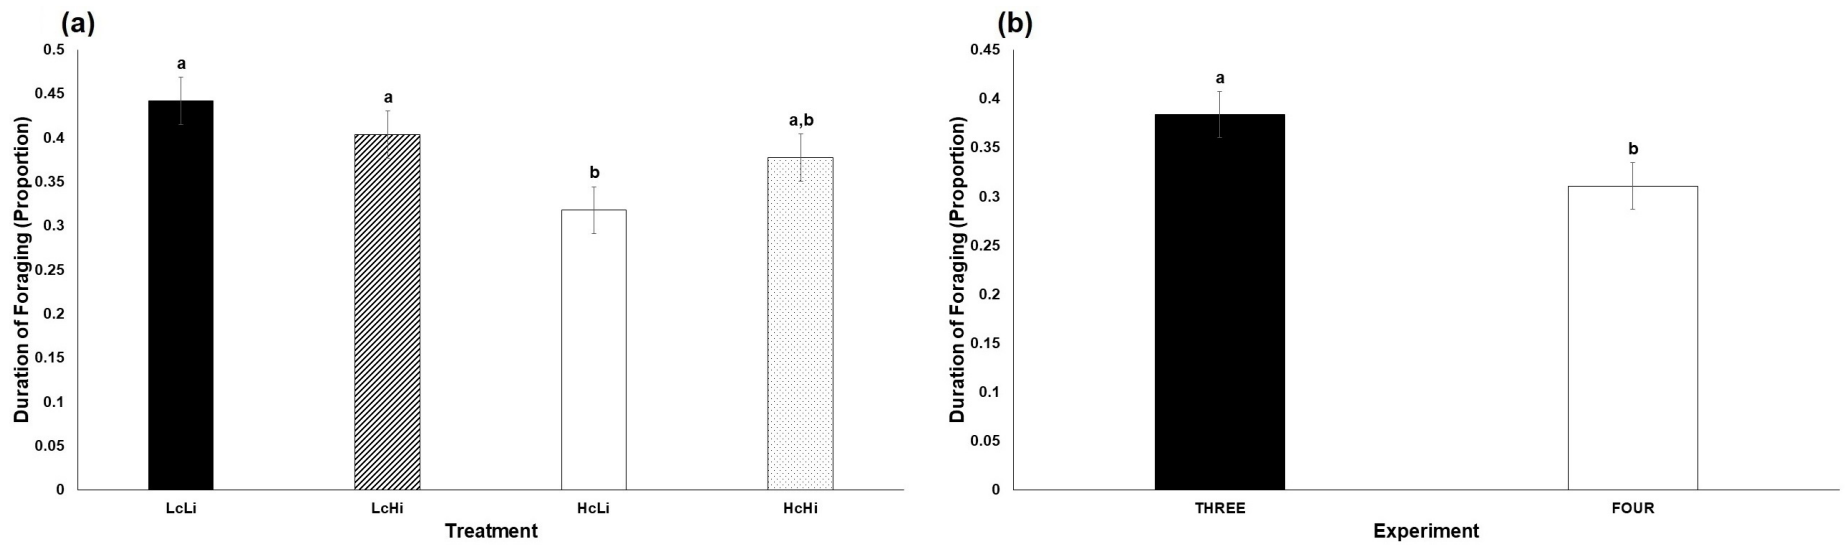 (a)
0.5
0.45
0.4
0.35
0.3
0.25
0.2
0.15
0.1
0.05
0
Duration of Foraging (Proportion)
a
a
b
a,b
LcLi LcHi HcLi HcHi
Treatment
(b)
0.45
0.4
0.35
0.3
0.25
0.2
0.15
0.1
0.05
0
Duration of Foraging (Proportion)
a
b
THREE FOUR
Experiment